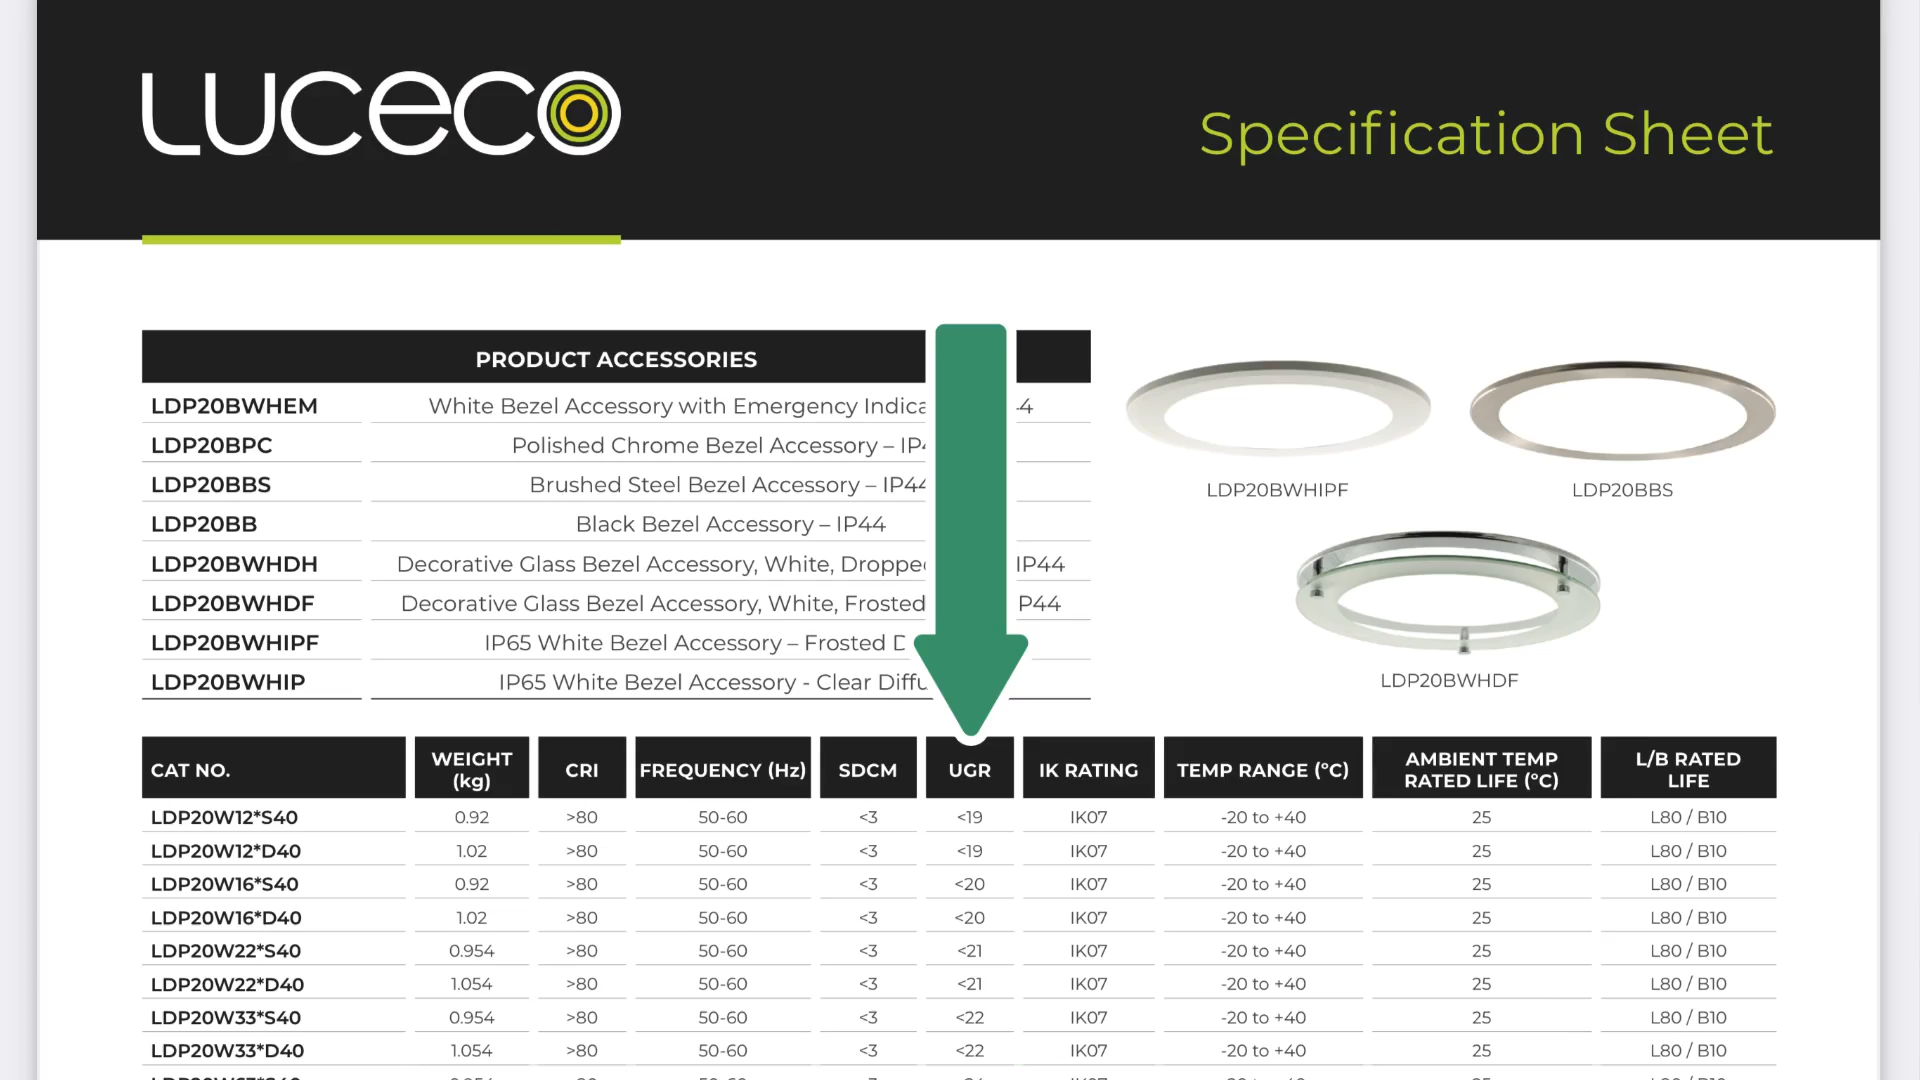 LUCECO
Specification Sheet
PRODUCT ACCESSORIES
LDP20BWHEM White Bezel Accessory with Emergency
LDP20BPC Polished Chrome Bezel Accessory –
LDP20BBS Brushed Steel Bezel Accessory – IP44
LDP20BB Black Bezel Accessory – IP44
LDP20BWHDH Decorative Glass Bezel Accessory, White, IP44
LDP20BWHDF Decorative Glass Bezel Accessory, White, Frosted
LDP20BWHIPF IP65 White Bezel Accessory – Frosted
LDP20BWHIP IP65 White Bezel Accessory - Clear
LDP20BWHIPF
LDP20BBS
LDP20BWHDF
CAT NO. WEIGHT (kg) CRI FREQUENCY (Hz) SDCM UGR IK RATING TEMP RANGE (°C) AMBIENT TEMP RATED LIFE (°C) L/B RATED LIFE
LDP20W12*S40 0.92 >80 50-60 <3 <19 IK07 -20 to +40 25 L80 / B10
LDP20W12*D40 1.02 >80 50-60 <3 <19 IK07 -20 to +40 25 L80 / B10
LDP20W16*S40 0.92 >80 50-60 <3 <20 IK07 -20 to +40 25 L80 / B10
LDP20W16*D40 1.02 >80 50-60 <3 <20 IK07 -20 to +40 25 L80 / B10
LDP20W22*S40 0.954 >80 50-60 <3 <21 IK07 -20 to +40 25 L80 / B10
LDP20W22*D40 1.054 >80 50-60 <3 <21 IK07 -20 to +40 25 L80 / B10
LDP20W33*S40 0.954 >80 50-60 <3 <22 IK07 -20 to +40 25 L80 / B10
LDP20W33*D40 1.054 >80 50-60 <3 <22 IK07 -20 to +40 25 L80 / B10